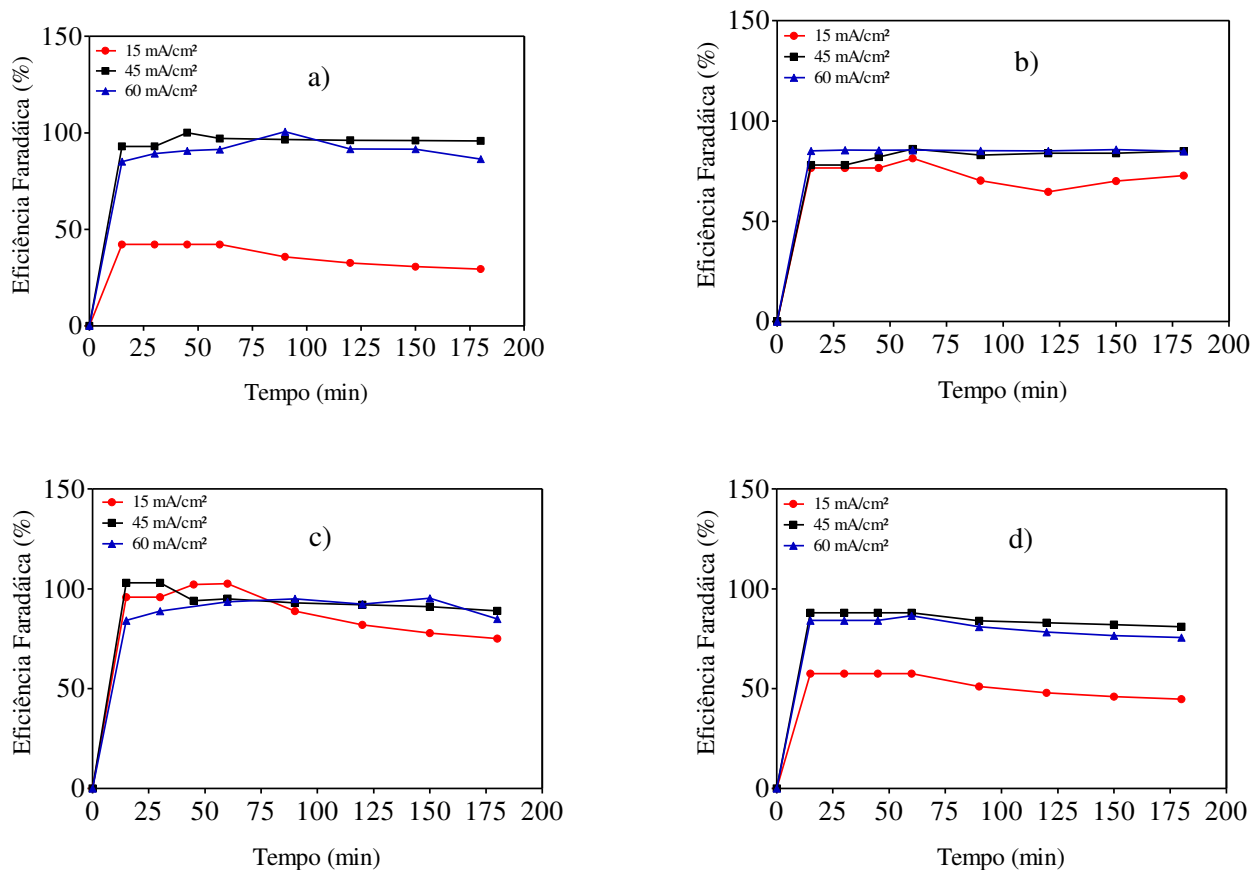 15 mA/cm²
45 mA/cm²
60 mA/cm²
a)
Eficiência Faradáica (%)
150
100
50
0
0 25 50 75 100 125 150 175 200
Tempo (min)
15 mA/cm²
45 mA/cm²
60 mA/cm²
b)
Eficiência Faradáica (%)
150
100
50
0
0 25 50 75 100 125 150 175 200
Tempo (min)
15 mA/cm²
45 mA/cm²
60 mA/cm²
c)
Eficiência Faradáica (%)
150
100
50
0
0 25 50 75 100 125 150 175 200
Tempo (min)
15 mA/cm²
45 mA/cm²
60 mA/cm²
d)
Eficiência Faradáica (%)
150
100
50
0
0 25 50 75 100 125 150 175 200
Tempo (min)